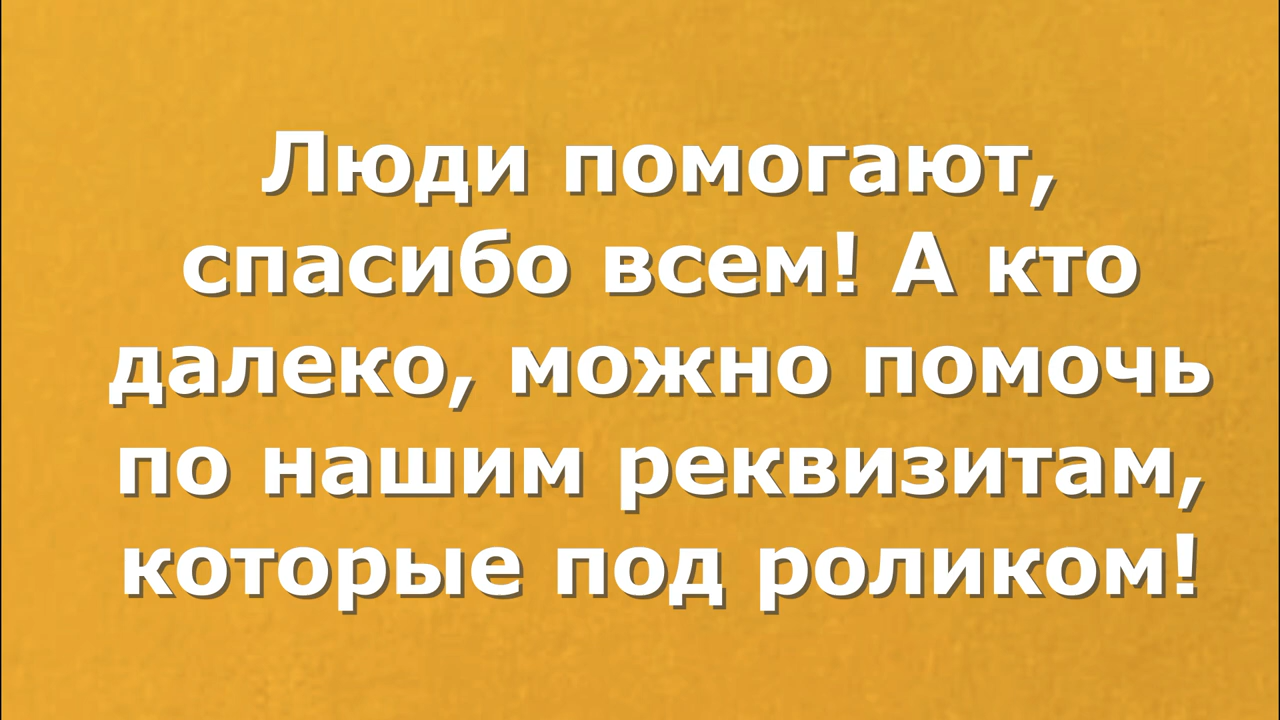 Люди помогают,
спасибо всем! А кто
далеко, можно помочь
по нашим реквизитам,
которые под роликом!